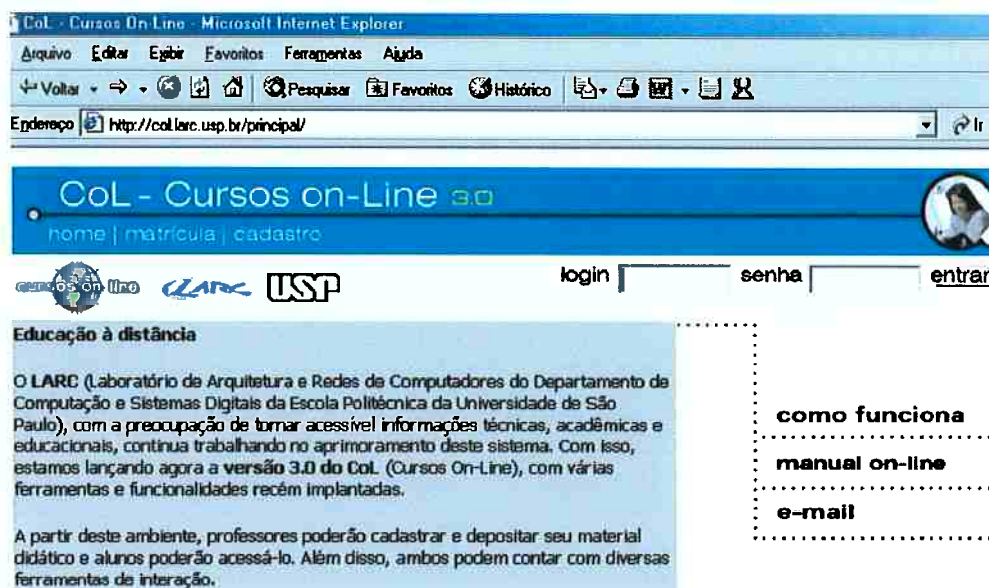 CoL - Cursos On-Line - Microsoft Internet Explorer
Arquivo Editar Exibir Favoritos Ferramentas Ajuda
Voltar Pesquisar Favoritos Histórico
Endereço http://col.larc.usp.br/principal/ Ir
CoL - Cursos on-Line 3.0
home | matrícula | cadastro
cursos on line LARC USP login senha entrar
Educação à distância
O LARC (Laboratório de Arquitetura e Redes de Computadores do Departamento de
Computação e Sistemas Digitais da Escola Politécnica da Universidade de São
Paulo), com a preocupação de tornar acessível informações técnicas, acadêmicas e
educacionais, continua trabalhando no aprimoramento deste sistema. Com isso,
estamos lançando agora a versão 3.0 do CoL (Cursos On-Line), com várias
ferramentas e funcionalidades recém implantadas.
como funciona
manual on-line
e-mail
A partir deste ambiente, professores poderão cadastrar e depositar seu material
didático e alunos poderão acessá-lo. Além disso, ambos podem contar com diversas
ferramentas de interação.